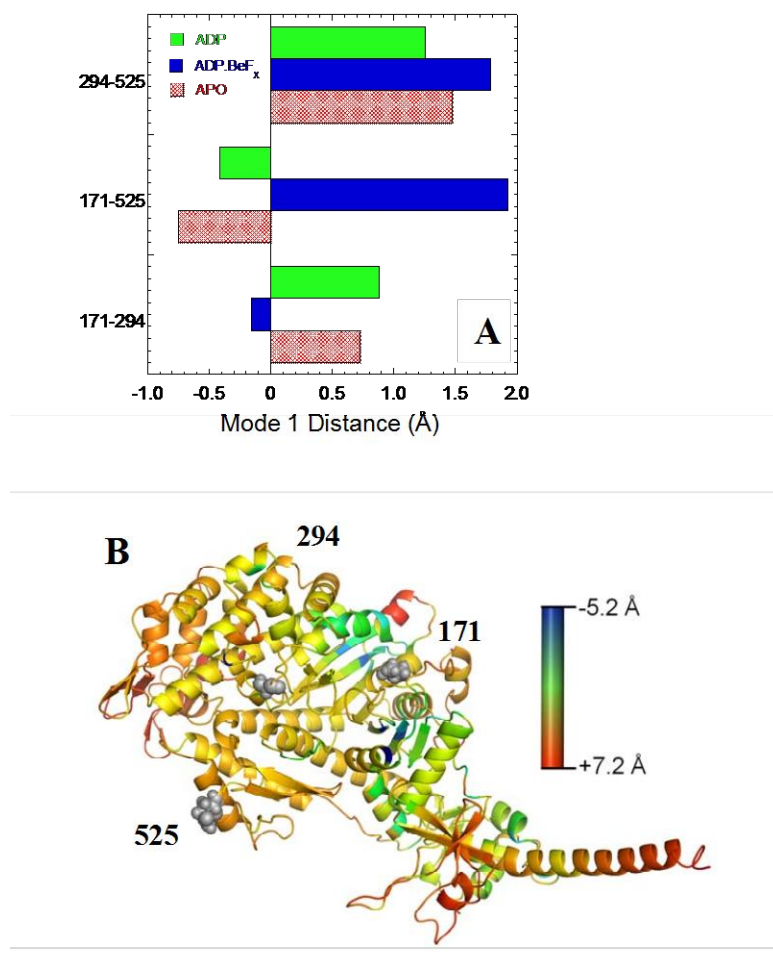 ADP
ADP.BeFx
APO
294-525
171-525
171-294
A
-1.0 -0.5 0 0.5 1.0 1.5 2.0
Mode 1 Distance (Å)
B
294
171
525
-5.2 Å
+7.2 Å